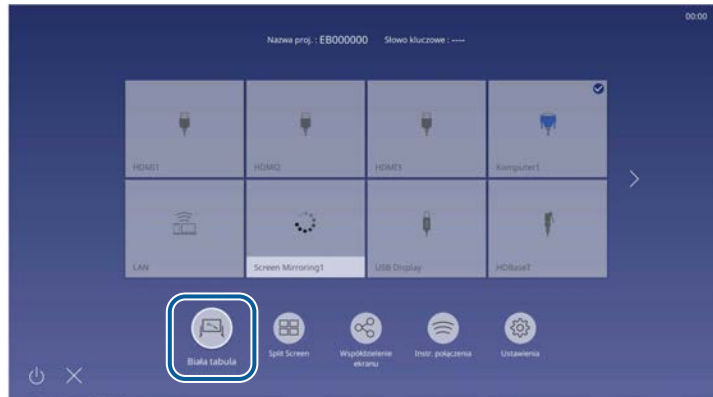 00:00
Nazwa proj. : EB000000 Słowo kluczowe : ----
HDMI1 HDMI2 HDMI3 Komputer1
LAN Screen Mirroring1 USB Display HDBaseT
Biała tabula Split Screen Współdzielenie Instr. połączenia Ustawienia
ekranu